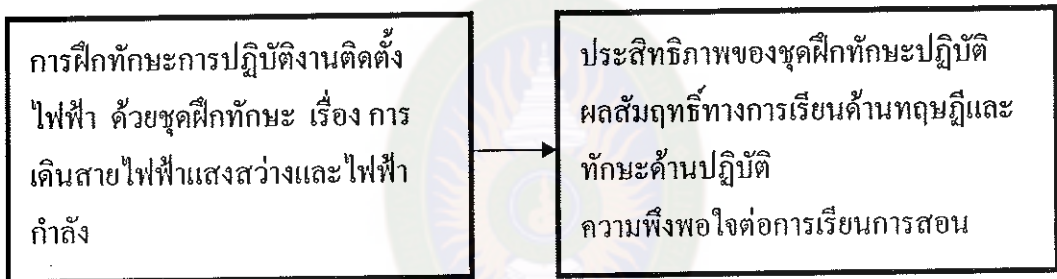 การฝึกทักษะการปฏิบัติงานติดตั้ง
ไฟฟ้า ด้วยชุดฝึกทักษะ เรื่อง การ
เดินสายไฟฟ้าแสงสว่างและไฟฟ้า
กำลัง
ประสิทธิภาพของชุดฝึกทักษะปฏิบัติ
ผลสัมฤทธิ์ทางการเรียนด้านทฤษฎีและ
ทักษะด้านปฏิบัติ
ความพึงพอใจต่อการเรียนการสอน